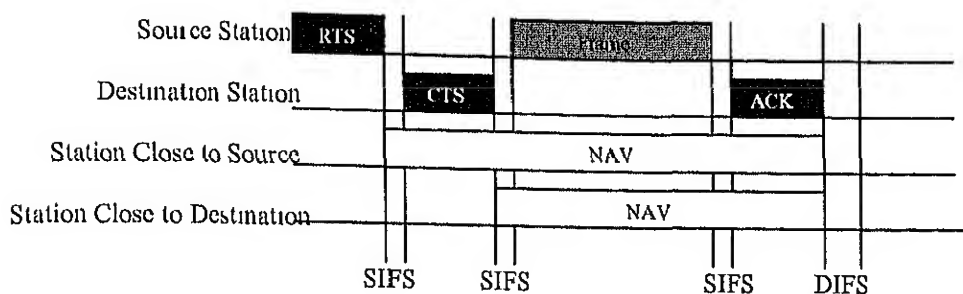 Source Station RTS Frame
Destination Station CTS ACK
Station Close to Source NAV
Station Close to Destination NAV
SIFS SIFS SIFS DIFS